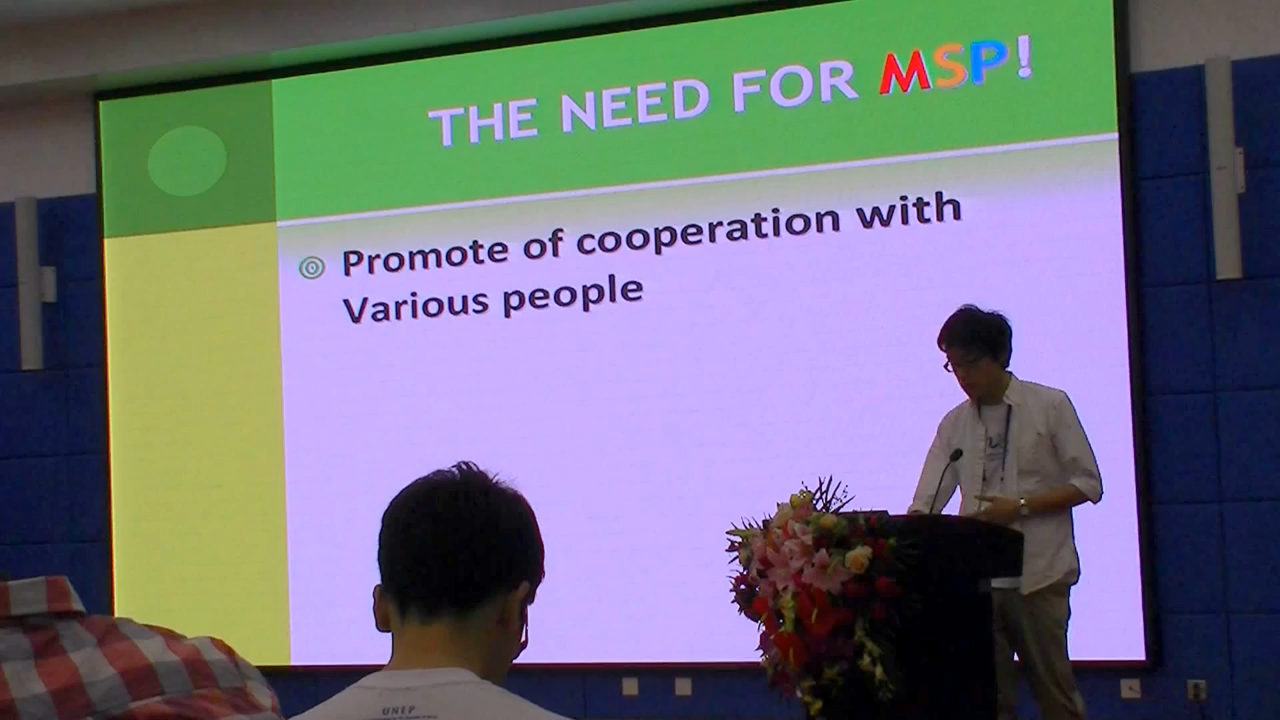 THE NEED FOR MSP!
Promote of cooperation with
Various people
UNEP